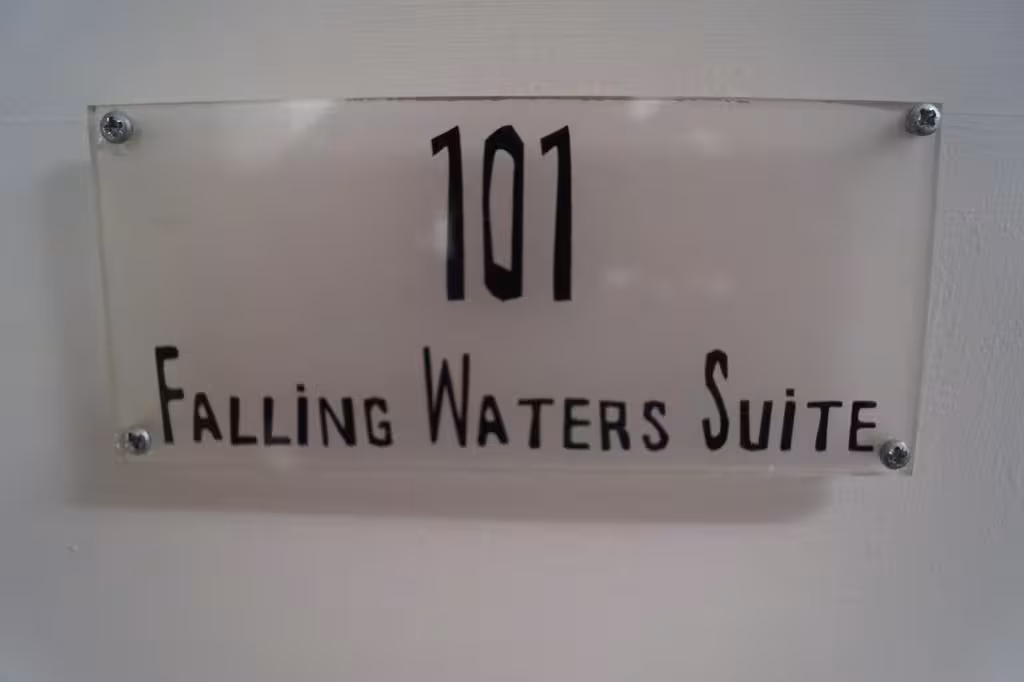 101
FALLiNG WATERS SUiTE